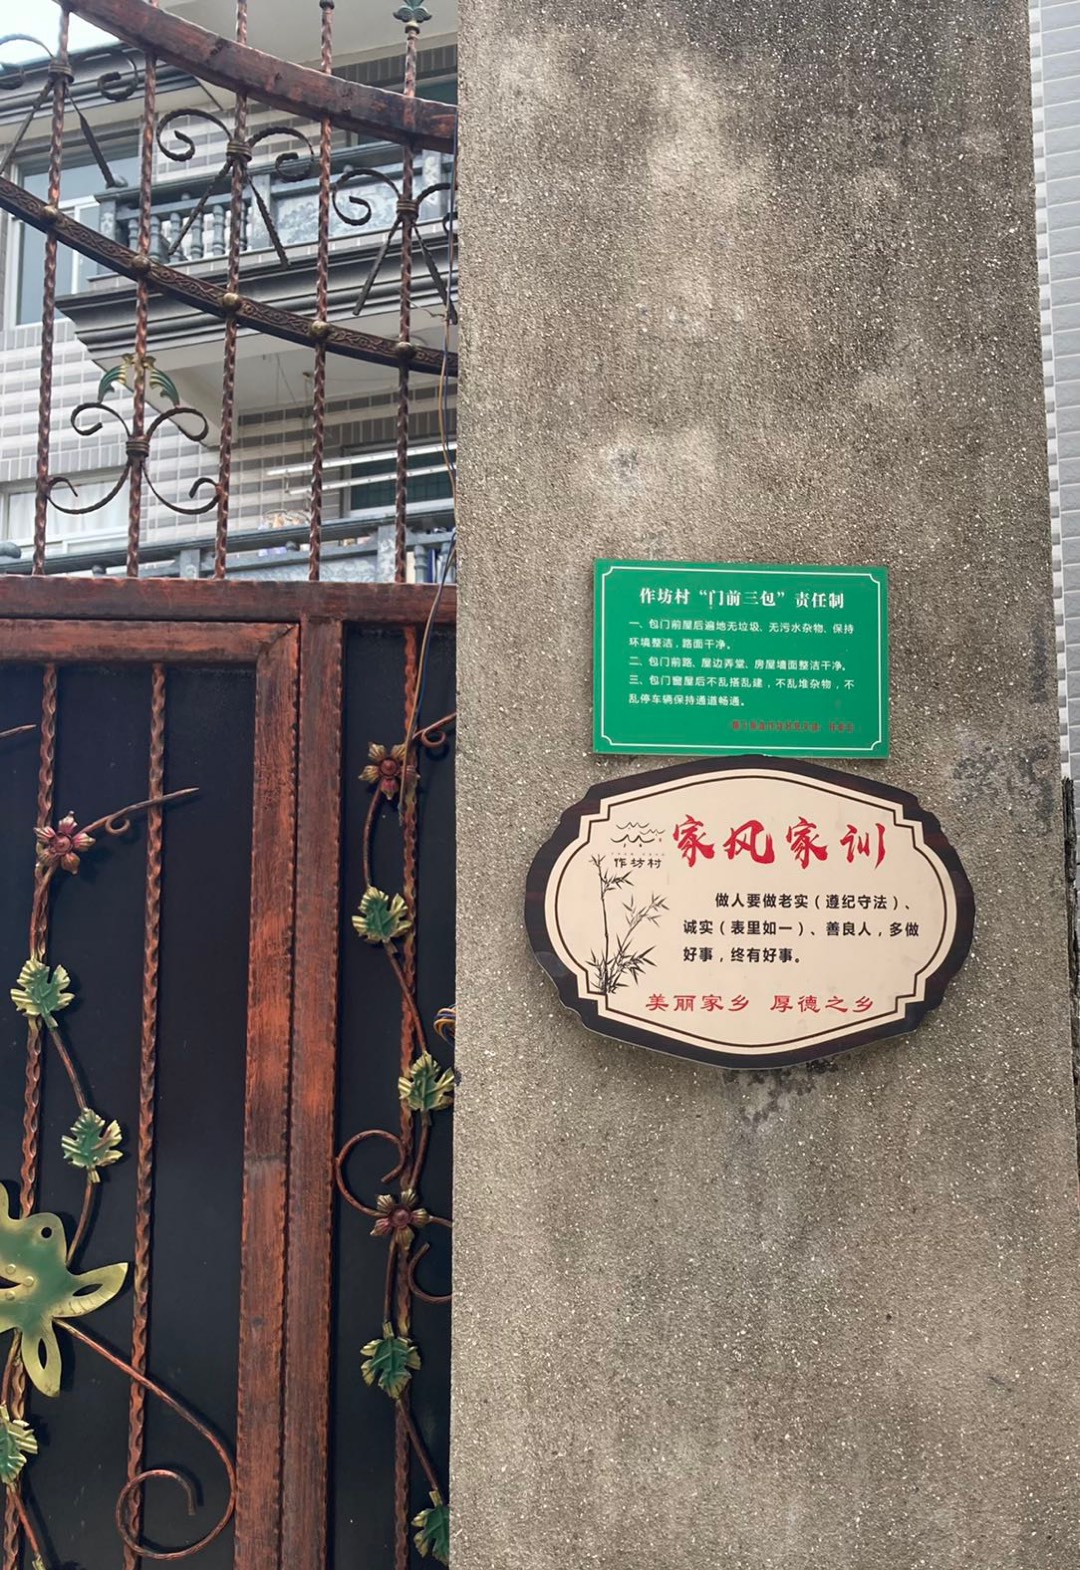 作坊村“门前三包”责任制
一、包门前屋后遍地无垃圾、无污水杂物、保持
环境整洁，路面干净。
二、包门前路、屋边弄堂、房屋墙面整洁干净。
三、包门窗屋后不乱搭乱建，不乱堆杂物，不
乱停车辆保持通道畅通。
家风家训
作坊村
做人要做老实（遵纪守法）、
诚实（表里如一）、善良人，多做
好事，终有好事。
美丽家乡 厚德之乡